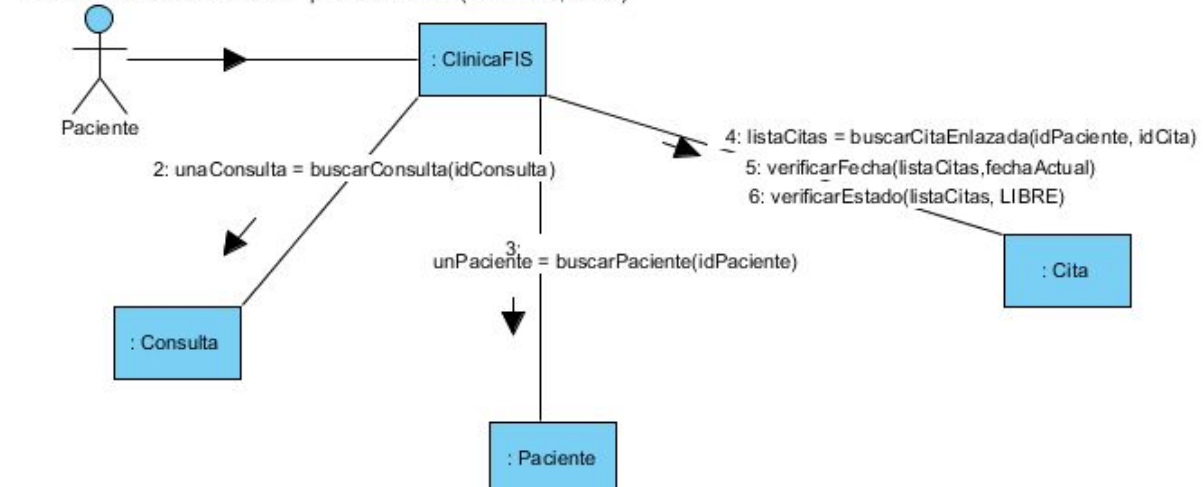 : ClinicaFIS
Paciente
4: listaCitas = buscarCitaEnlazada(idPaciente, idCita)
2: unaConsulta = buscarConsulta(idConsulta)
5: verificarFecha(listaCitas,fechaActual)
6: verificarEstado(listaCitas, LIBRE)
3:
unPaciente = buscarPaciente(idPaciente)
: Cita
: Consulta
: Paciente